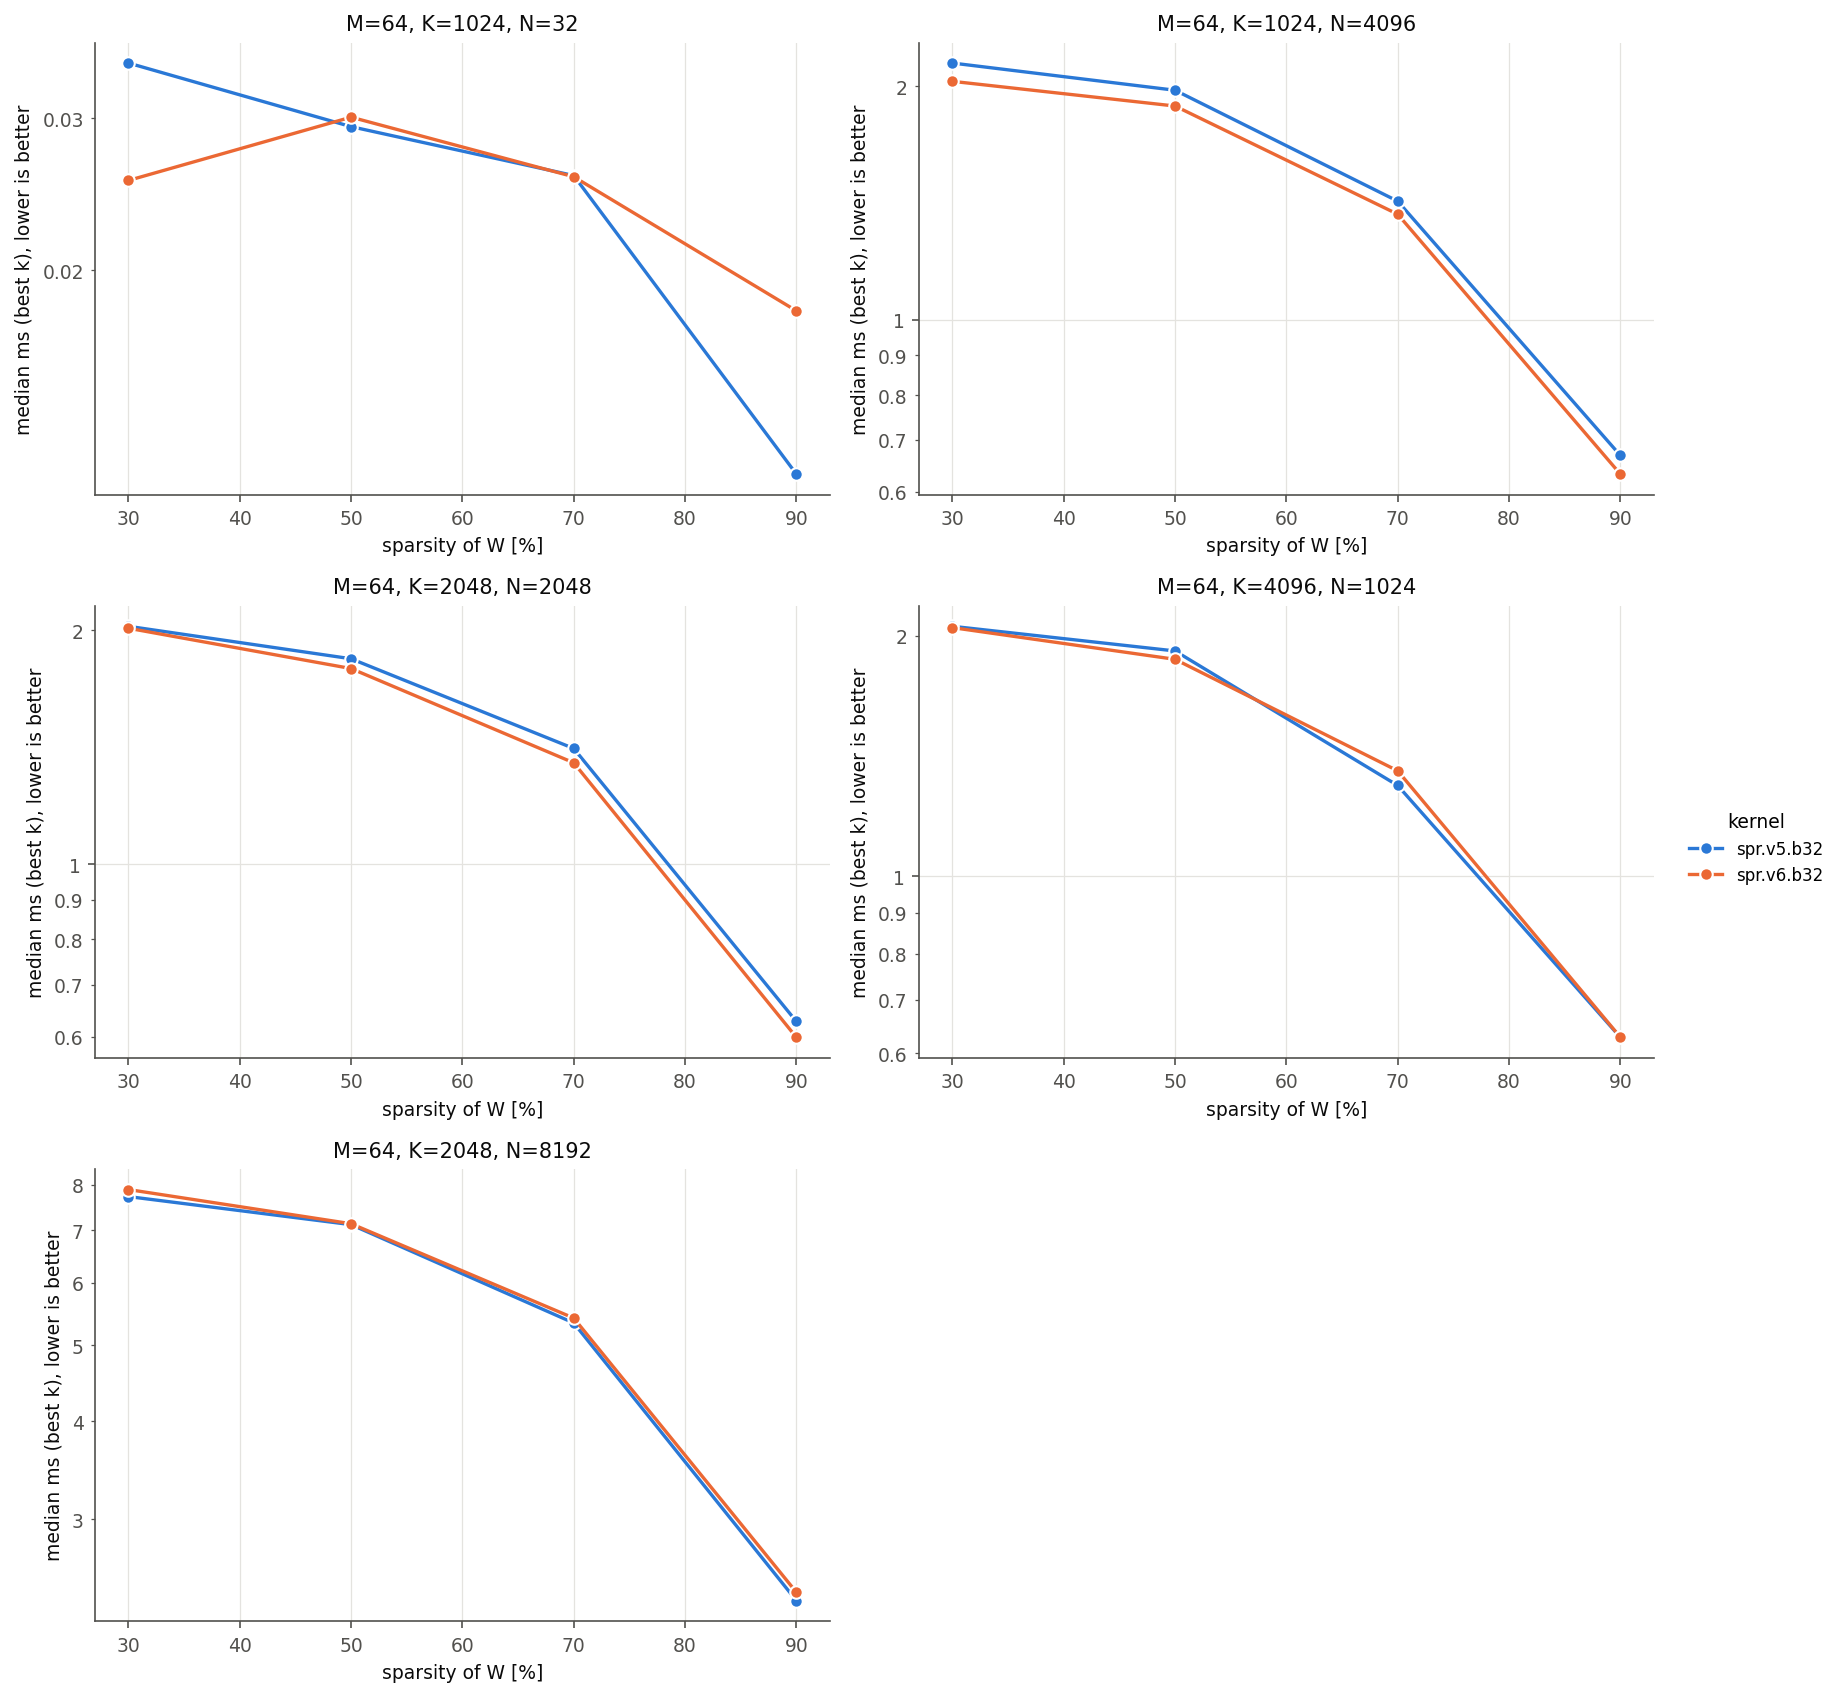 M=64, K=1024, N=32
median ms (best k), lower is better
0.03
0.02
30 40 50 60 70 80 90
sparsity of W [%]
M=64, K=1024, N=4096
median ms (best k), lower is better
2
1
0.9
0.8
0.7
0.6
30 40 50 60 70 80 90
sparsity of W [%]
M=64, K=2048, N=2048
median ms (best k), lower is better
2
1
0.9
0.8
0.7
0.6
30 40 50 60 70 80 90
sparsity of W [%]
M=64, K=4096, N=1024
median ms (best k), lower is better
2
1
0.9
0.8
0.7
0.6
30 40 50 60 70 80 90
sparsity of W [%]
kernel
spr.v5.b32
spr.v6.b32
M=64, K=2048, N=8192
median ms (best k), lower is better
8
7
6
5
4
3
30 40 50 60 70 80 90
sparsity of W [%]